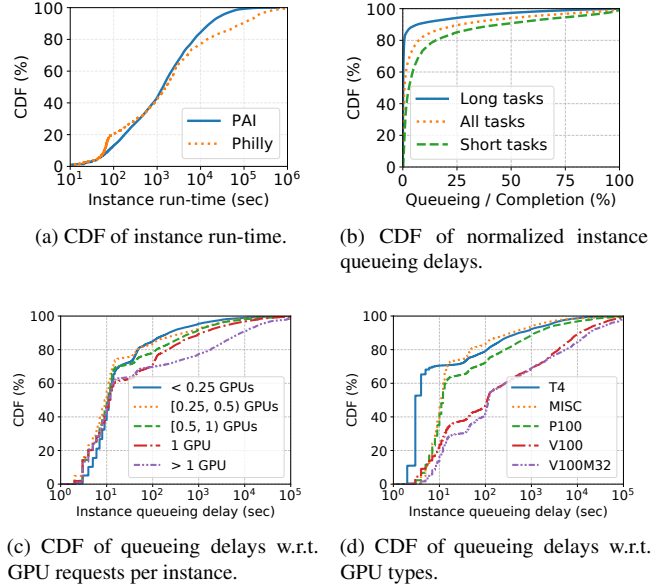 100
80
60
40
20
0
CDF (%)
PAI
Philly
10^1 10^2 10^3 10^4 10^5 10^6
Instance run-time (sec)
(a) CDF of instance run-time.
100
80
60
40
20
0
CDF (%)
Long tasks
All tasks
Short tasks
0 25 50 75 100
Queueing / Completion (%)
(b) CDF of normalized instance
queueing delays.
100
80
60
40
20
0
CDF (%)
< 0.25 GPUs
[0.25, 0.5) GPUs
[0.5, 1) GPUs
1 GPU
> 1 GPU
10^0 10^1 10^2 10^3 10^4 10^5
Instance queueing delay (sec)
(c) CDF of queueing delays w.r.t.
GPU requests per instance.
100
80
60
40
20
0
CDF (%)
T4
MISC
P100
V100
V100M32
10^0 10^1 10^2 10^3 10^4 10^5
Instance queueing delay (sec)
(d) CDF of queueing delays w.r.t.
GPU types.